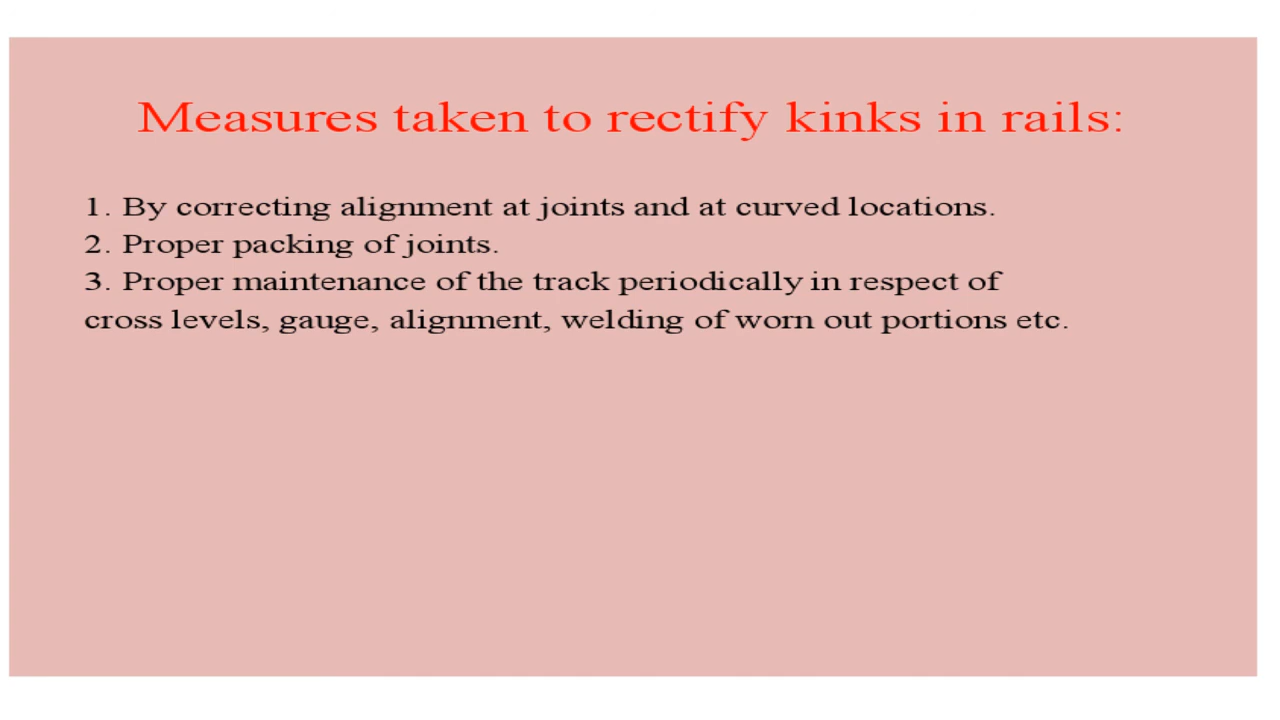 Measures taken to rectify kinks in rails:
1. By correcting alignment at joints and at curved locations.
2. Proper packing of joints.
3. Proper maintenance of the track periodically in respect of
cross levels, gauge, alignment, welding of worn out portions etc.